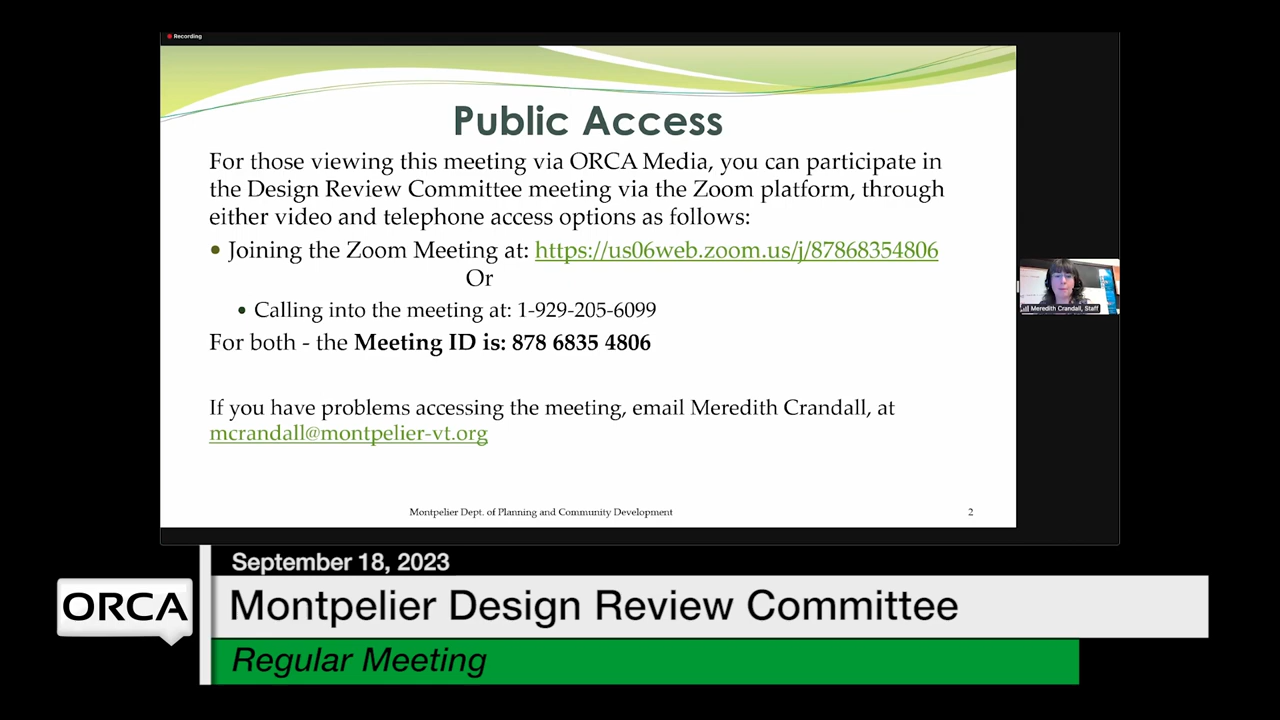 Recording
Public Access
For those viewing this meeting via ORCA Media, you can participate in
the Design Review Committee meeting via the Zoom platform, through
either video and telephone access options as follows:
• Joining the Zoom Meeting at: https://us06web.zoom.us/j/87868354806
Or
• Calling into the meeting at: 1-929-205-6099
For both - the Meeting ID is: 878 6835 4806
If you have problems accessing the meeting, email Meredith Crandall, at
mcrandall@montpelier-vt.org
Montpelier Dept. of Planning and Community Development
2
Meredith Crandall, Staff
September 18, 2023
ORCA
Montpelier Design Review Committee
Regular Meeting